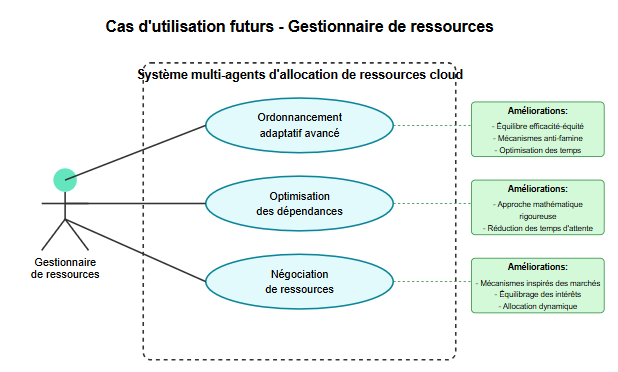 Cas d'utilisation futurs - Gestionnaire de ressources
Système multi-agents d'allocation de ressources cloud
Ordonnancement
adaptatif avancé
Améliorations:
- Équilibre efficacité-équité
- Mécanismes anti-famine
- Optimisation des temps
Optimisation
des dépendances
Améliorations:
- Approche mathématique
rigoureuse
- Réduction des temps d'attente
Gestionnaire
de ressources
Négociation
de ressources
Améliorations:
- Mécanismes inspirés des marchés
- Équilibrage des intérêts
- Allocation dynamique